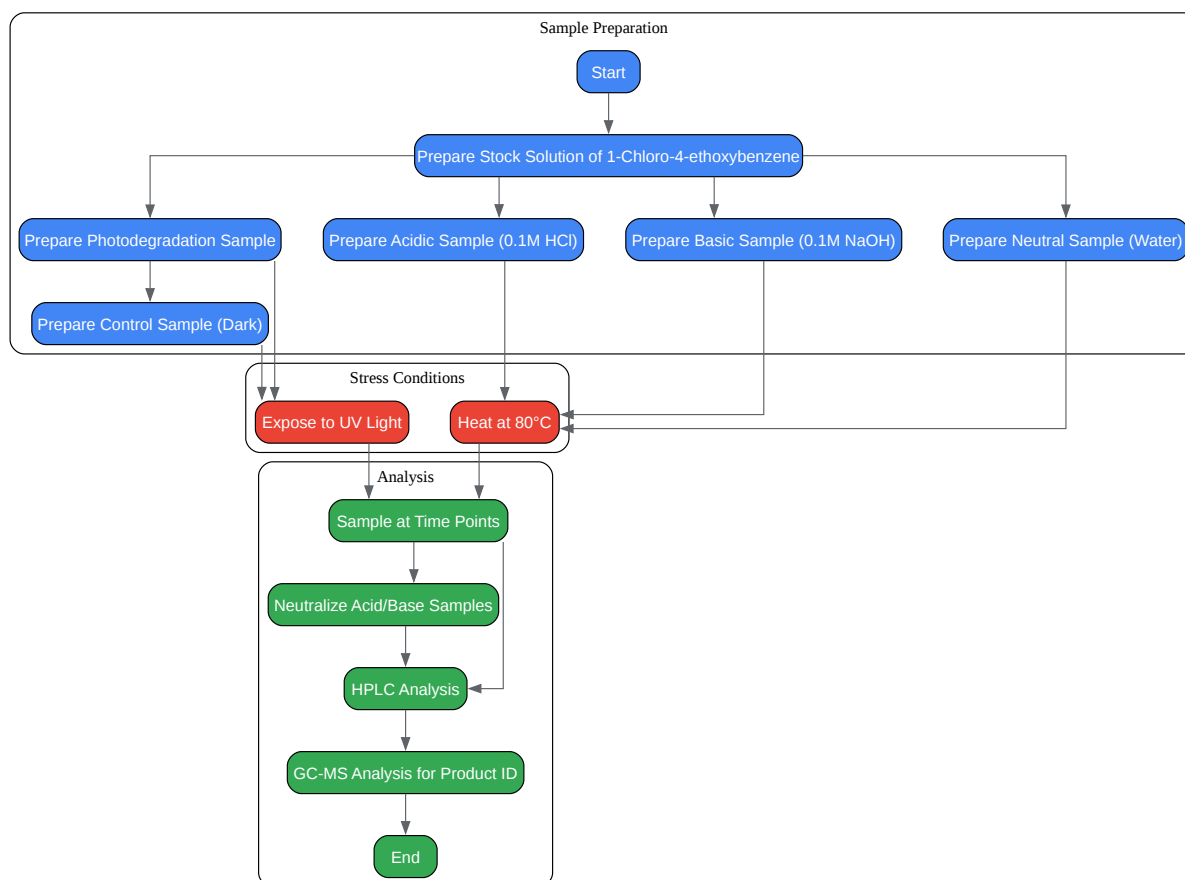 Sample Preparation
Start
Prepare Stock Solution of 1-Chloro-4-ethoxybenzene
Prepare Photodegradation Sample
Prepare Acidic Sample (0.1M HCl)
Prepare Basic Sample (0.1M NaOH)
Prepare Neutral Sample (Water)
Prepare Control Sample (Dark)
Stress Conditions
Expose to UV Light
Heat at 80°C
Analysis
Sample at Time Points
Neutralize Acid/Base Samples
HPLC Analysis
GC-MS Analysis for Product ID
End